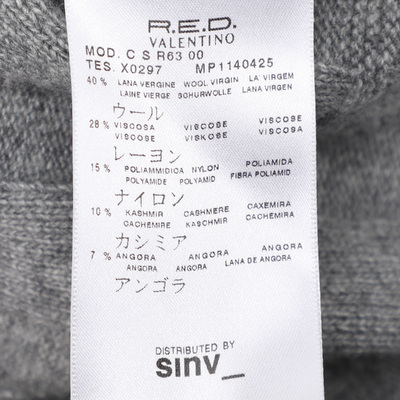 R.E.D.
VALENTINO
MOD. C S R63 00
TES. X0297 MP1140425
40 % LANA VERGINE WOOL VIRGIN LA VIRGEM
LAINE VIERGE SCHURWOLLE LANA VIRGEN
ウール
28 % VISCOSA VISCOSE VISCOSE
VISCOSE VISKOSE VISKOSA
レーヨン
15 % POLIAMMIDICA NYLON POLIAMIDA
POLYAMIDE POLYAMID FIBRA POLIAMID
ナイロン
10 % KASHMIR CASHMERE CAXEMIRA
CACHEMIRE KASCHMIR CACHEMIRA
カシミア
7 % ANGORA ANGORA ANGORA
ANGORA ANGORA LANA DE ANGORA
アンゴラ
DISTRIBUTED BY
sinv_